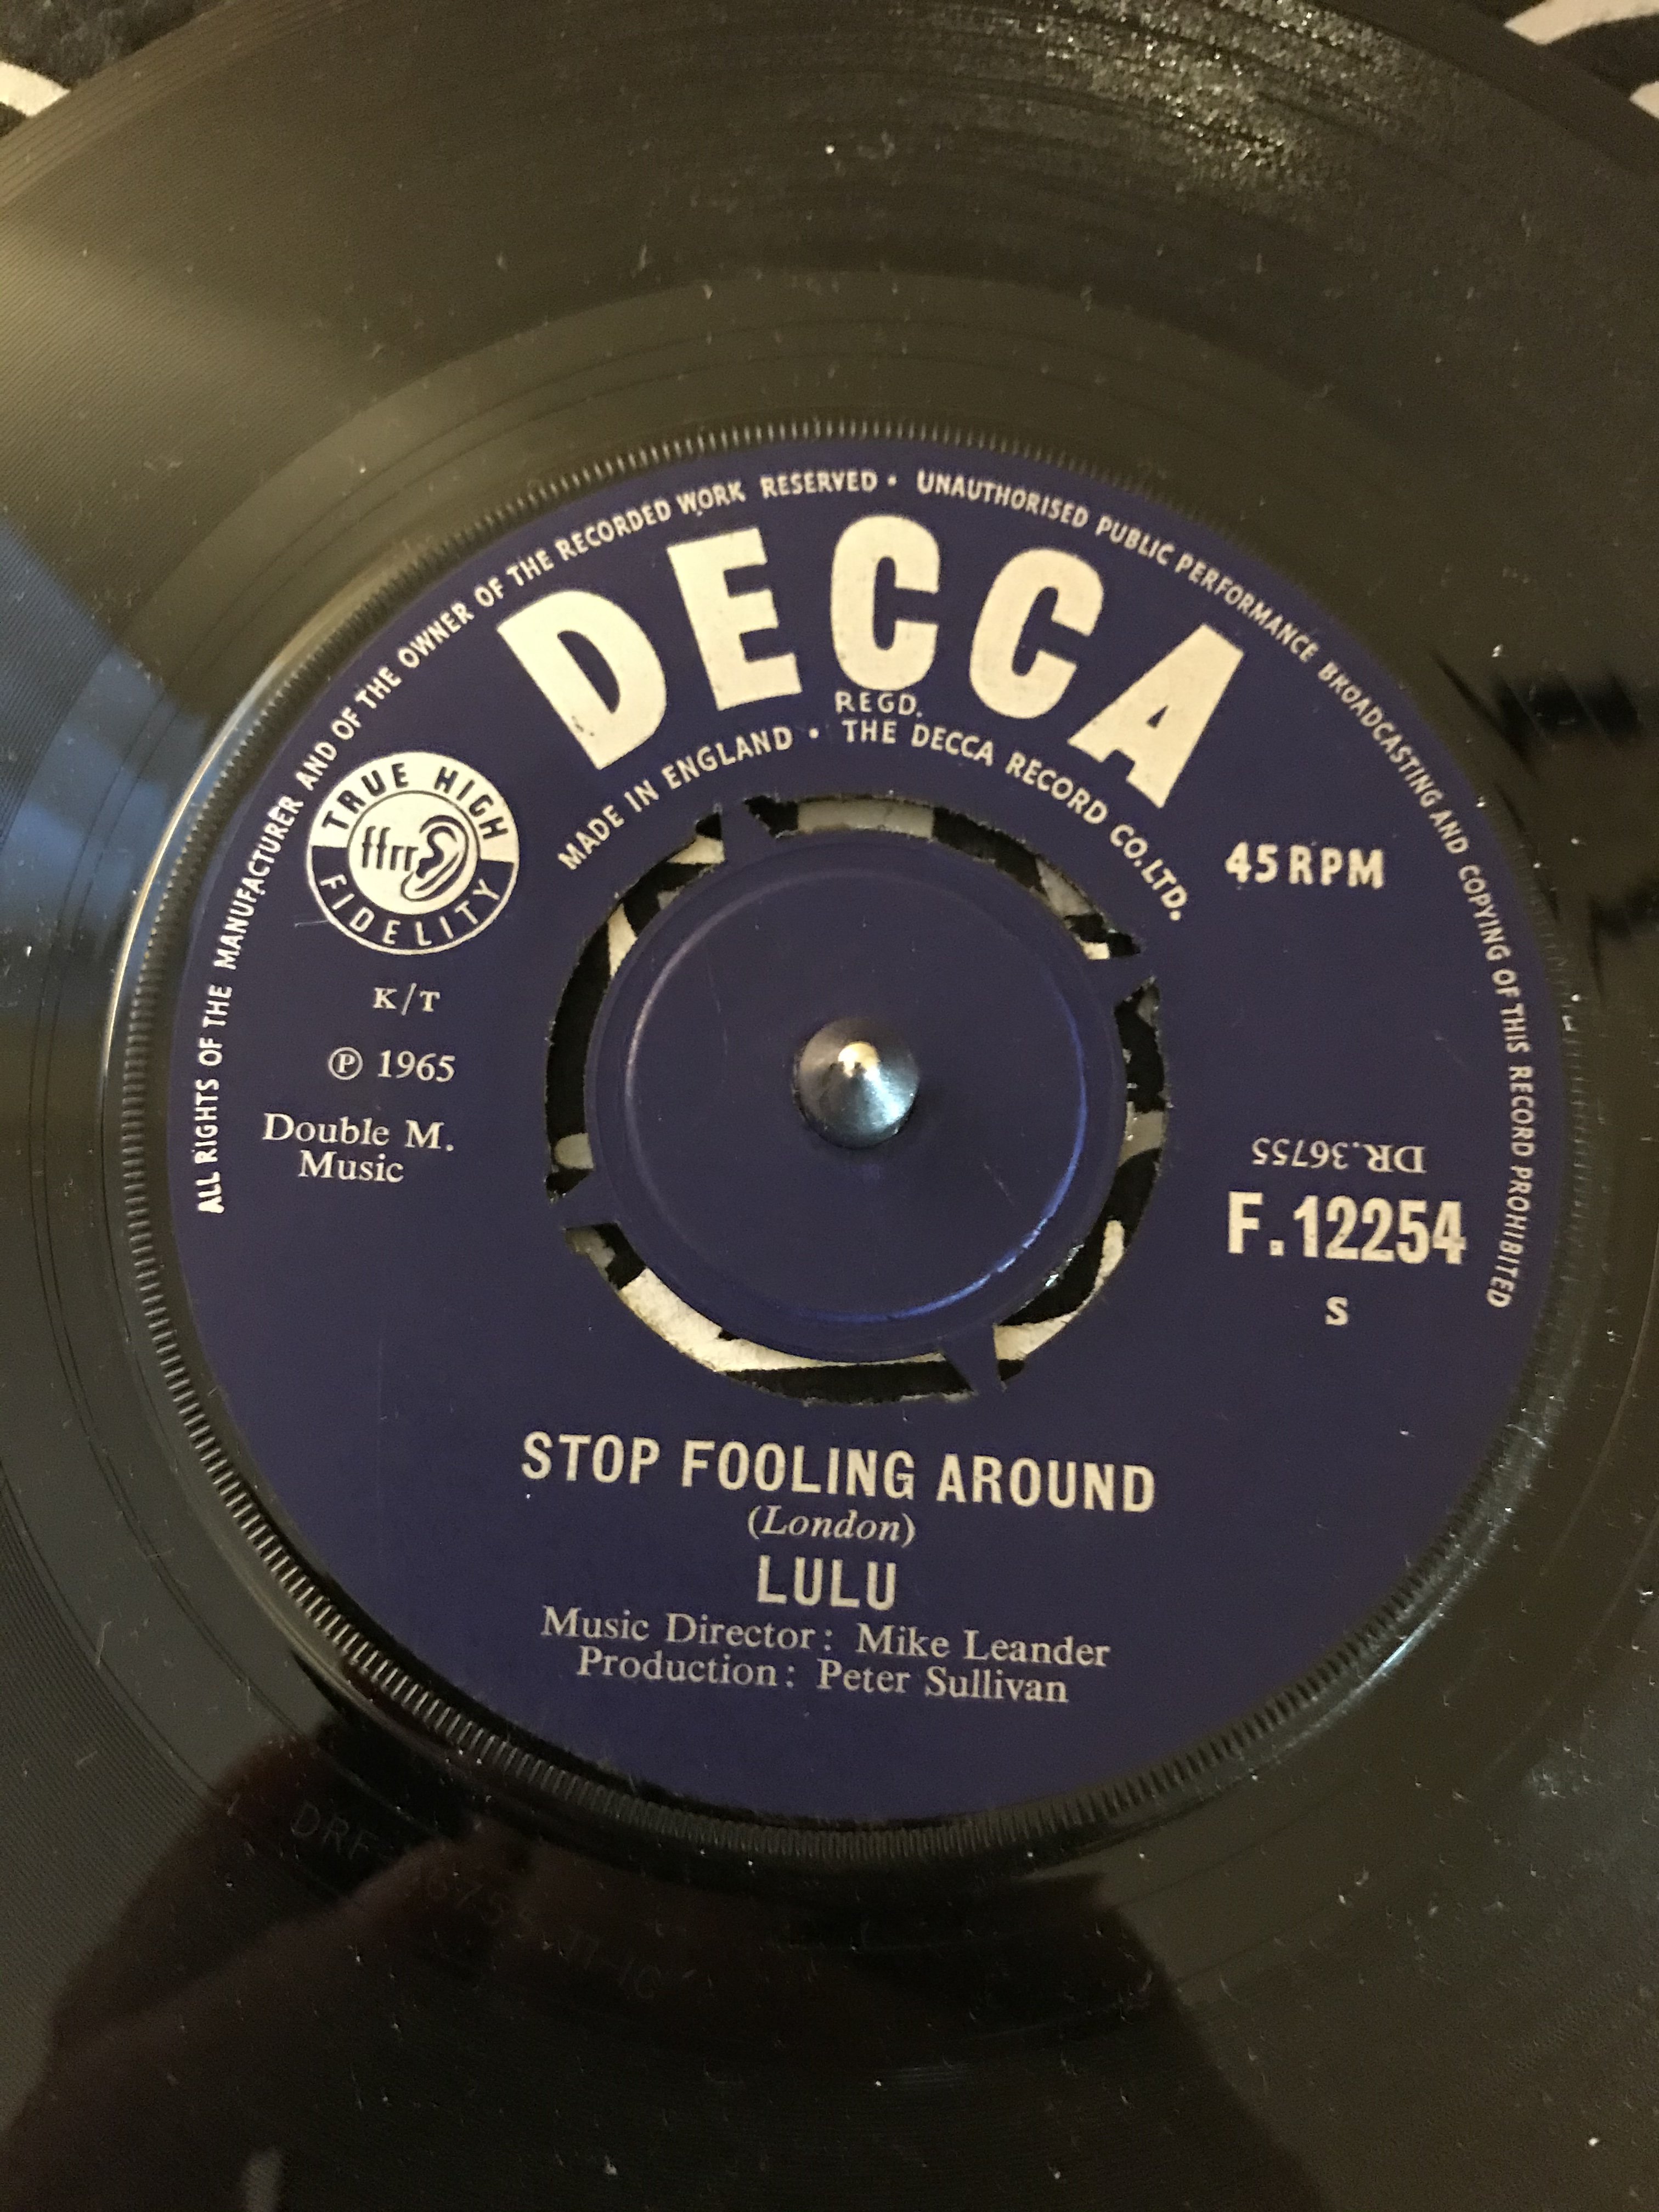 ALL RIGHTS OF THE MANUFACTURER AND OF THE OWNER OF THE RECORDED WORK RESERVED • UNAUTHORISED PUBLIC PERFORMANCE BROADCASTING AND COPYING OF THIS RECORD PROHIBITED
DECCA
REGD.
MADE IN ENGLAND • THE DECCA RECORD CO. LTD.
TRUE HIGH
ffrr
FIDELITY
45 RPM
K/T
℗ 1965
Double M.
Music
DR.36755
F.12254
S
STOP FOOLING AROUND
(London)
LULU
Music Director: Mike Leander
Production: Peter Sullivan